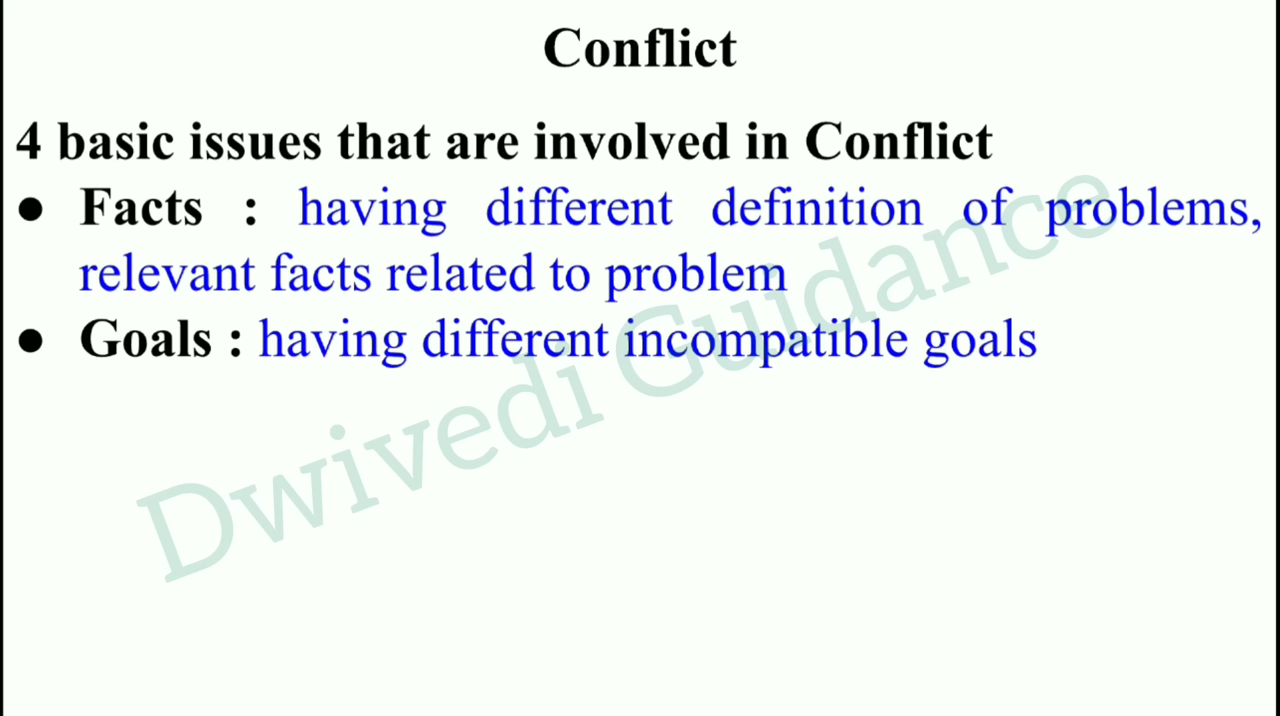 Conflict
4 basic issues that are involved in Conflict
● Facts : having different definition of problems,
relevant facts related to problem
● Goals : having different incompatible goals
Dwivedi Guidance